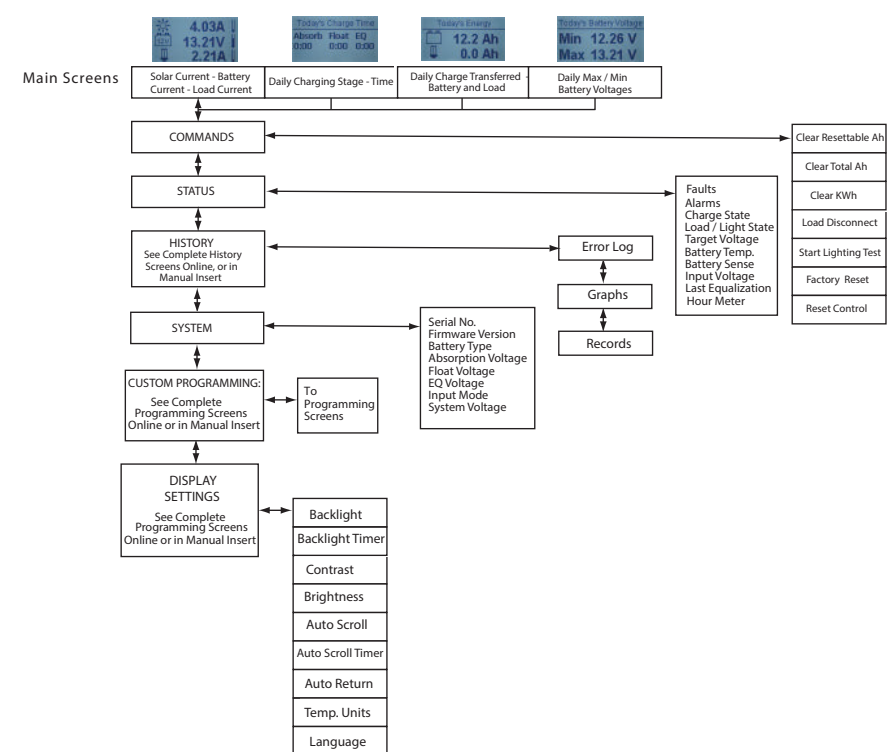 4.03A
12V 13.21V
2.21A
Today's Charge Time
Absorb Float EQ
0:00 0:00 0:00
Today's Energy
12.2 Ah
0.0 Ah
Today's Battery Voltage
Min 12.26 V
Max 13.21 V
Main Screens
Solar Current - Battery
Current - Load Current
Daily Charging Stage - Time
Daily Charge Transferred -
Battery and Load
Daily Max / Min
Battery Voltages
COMMANDS
Clear Resettable Ah
Clear Total Ah
Clear KWh
Load Disconnect
Start Lighting Test
Factory Reset
Reset Control
STATUS
Faults
Alarms
Charge State
Load / Light State
Target Voltage
Battery Temp.
Battery Sense
Input Voltage
Last Equalization
Hour Meter
HISTORY
See Complete History
Screens Online, or in
Manual Insert
Error Log
Graphs
Records
SYSTEM
Serial No.
Firmware Version
Battery Type
Absorption Voltage
Float Voltage
EQ Voltage
Input Mode
System Voltage
CUSTOM PROGRAMMING:
See Complete
Programming Screens
Online or in Manual Insert
To
Programming
Screens
DISPLAY
SETTINGS
See Complete
Programming Screens
Online or in Manual Insert
Backlight
Backlight Timer
Contrast
Brightness
Auto Scroll
Auto Scroll Timer
Auto Return
Temp. Units
Language